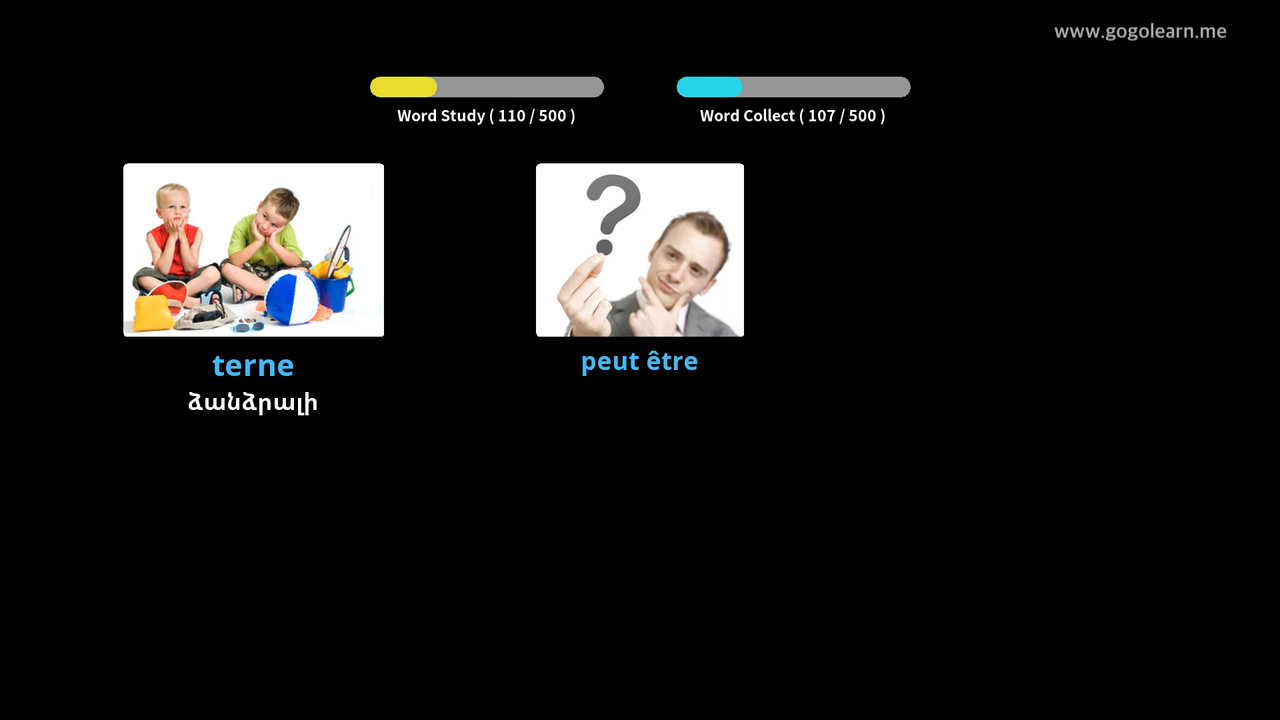 www.gogolearn.me
Word Study ( 110 / 500 )
Word Collect ( 107 / 500 )
terne
ձանձրալի
peut être